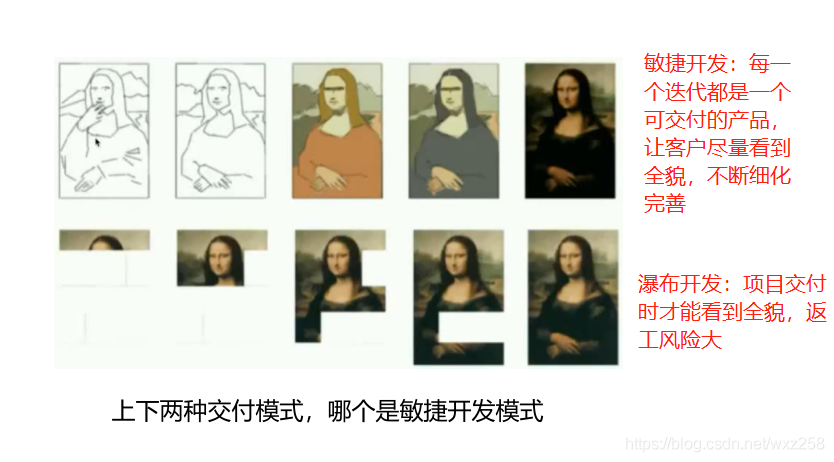 敏捷开发：每一
个迭代都是一个
可交付的产品，
让客户尽量看到
全貌，不断细化
完善
瀑布开发：项目交付
时才能看到全貌，返
工风险大
上下两种交付模式，哪个是敏捷开发模式
https://blog.csdn.net/wxz258